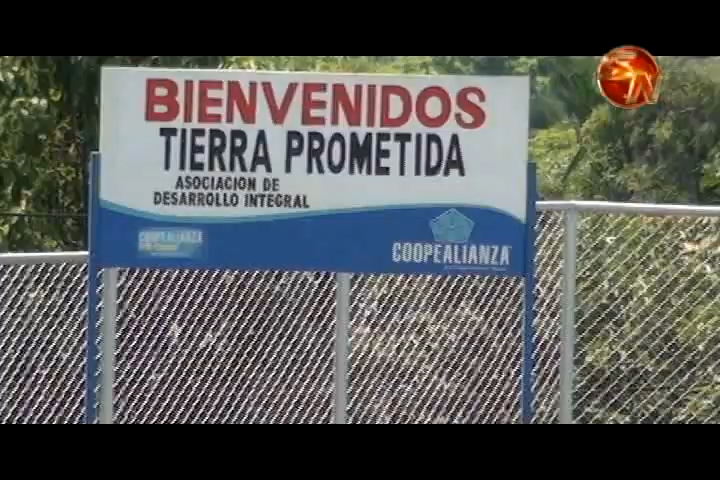 BIENVENIDOS
TIERRA PROMETIDA
ASOCIACION DE
DESARROLLO INTEGRAL
COOPEALIANZA
COOPEALIANZA